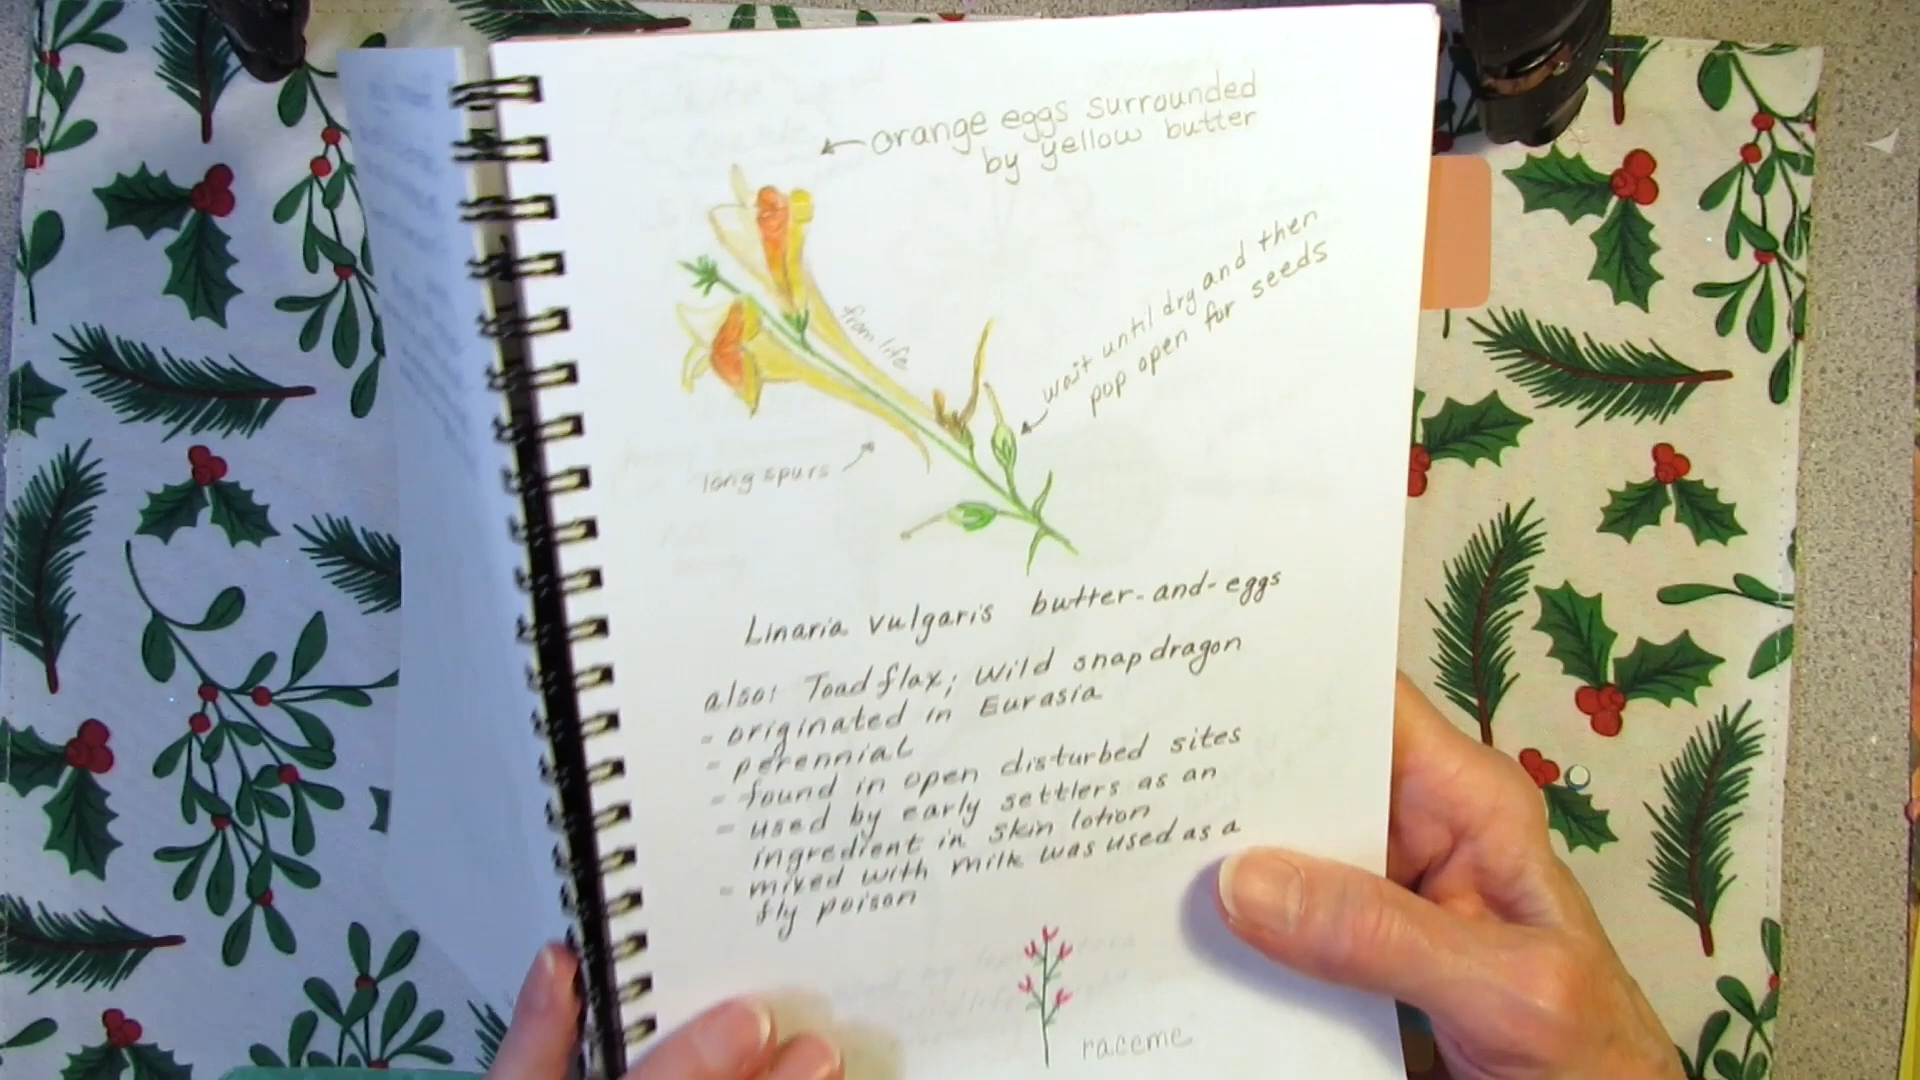 orange eggs surrounded
by yellow butter
from life
wait until dry and then
pop open for seeds
long spurs
Linaria vulgaris butter-and-eggs
also: Toadflax; wild snapdragon
- originated in Eurasia
- perennial
- found in open disturbed sites
- used by early settlers as an
ingredient in skin lotion
- mixed with milk was used as a
fly poison
raceme